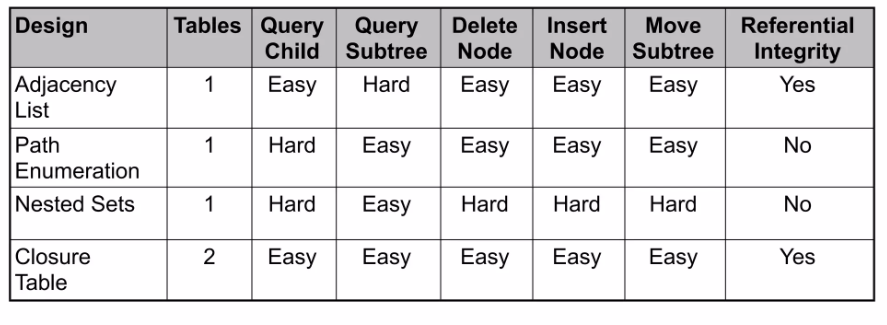 Design Tables Query Child Query Subtree Delete Node Insert Node Move Subtree Referential Integrity
Adjacency List 1 Easy Hard Easy Easy Easy Yes
Path Enumeration 1 Hard Easy Easy Easy Easy No
Nested Sets 1 Hard Easy Hard Hard Hard No
Closure Table 2 Easy Easy Easy Easy Easy Yes